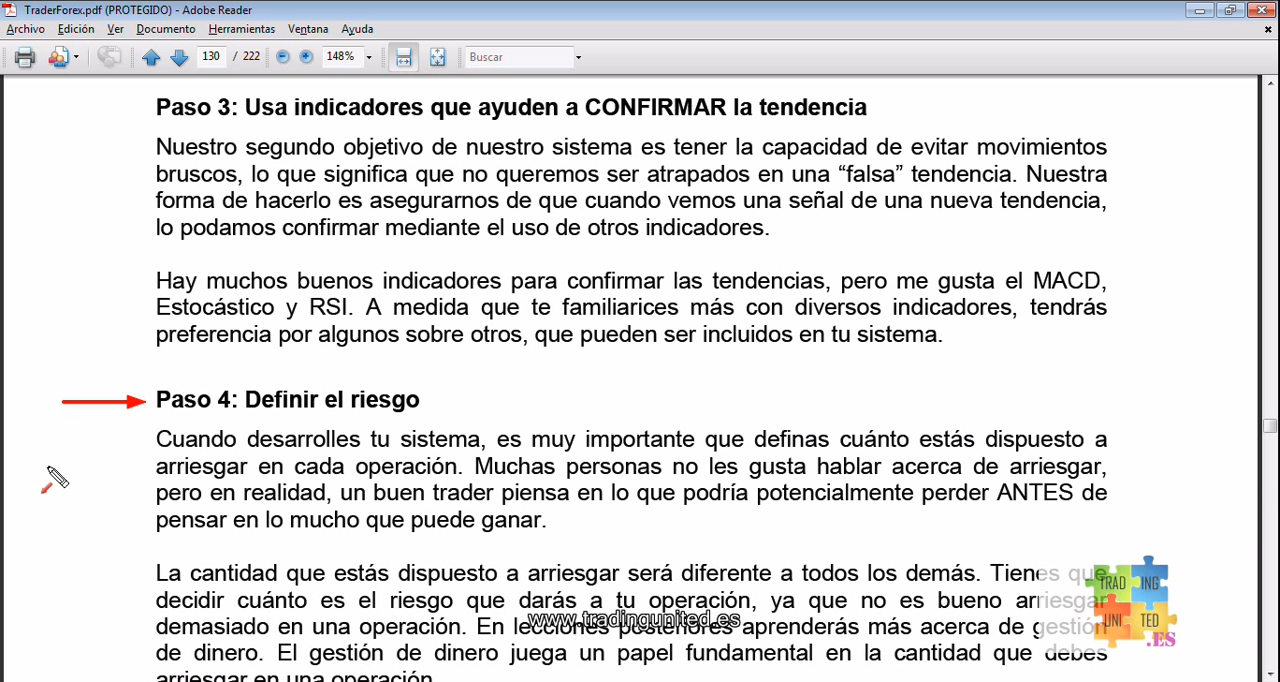 TraderForex.pdf (PROTEGIDO) - Adobe Reader
Archivo Edición Ver Documento Herramientas Ventana Ayuda
130 / 222 148% Buscar
Paso 3: Usa indicadores que ayuden a CONFIRMAR la tendencia
Nuestro segundo objetivo de nuestro sistema es tener la capacidad de evitar movimientos
bruscos, lo que significa que no queremos ser atrapados en una “falsa” tendencia. Nuestra
forma de hacerlo es asegurarnos de que cuando vemos una señal de una nueva tendencia,
lo podamos confirmar mediante el uso de otros indicadores.
Hay muchos buenos indicadores para confirmar las tendencias, pero me gusta el MACD,
Estocástico y RSI. A medida que te familiarices más con diversos indicadores, tendrás
preferencia por algunos sobre otros, que pueden ser incluidos en tu sistema.
Paso 4: Definir el riesgo
Cuando desarrolles tu sistema, es muy importante que definas cuánto estás dispuesto a
arriesgar en cada operación. Muchas personas no les gusta hablar acerca de arriesgar,
pero en realidad, un buen trader piensa en lo que podría potencialmente perder ANTES de
pensar en lo mucho que puede ganar.
La cantidad que estás dispuesto a arriesgar será diferente a todos los demás. Tienes que
decidir cuánto es el riesgo que darás a tu operación, ya que no es bueno arriesgar
demasiado en una operación. En lecciones posteriores aprenderás más acerca de gestión
de dinero. El gestión de dinero juega un papel fundamental en la cantidad que debes
arriesgar en una operación.
www.tradingunited.es
TRAD ING
UNI TED
.ES